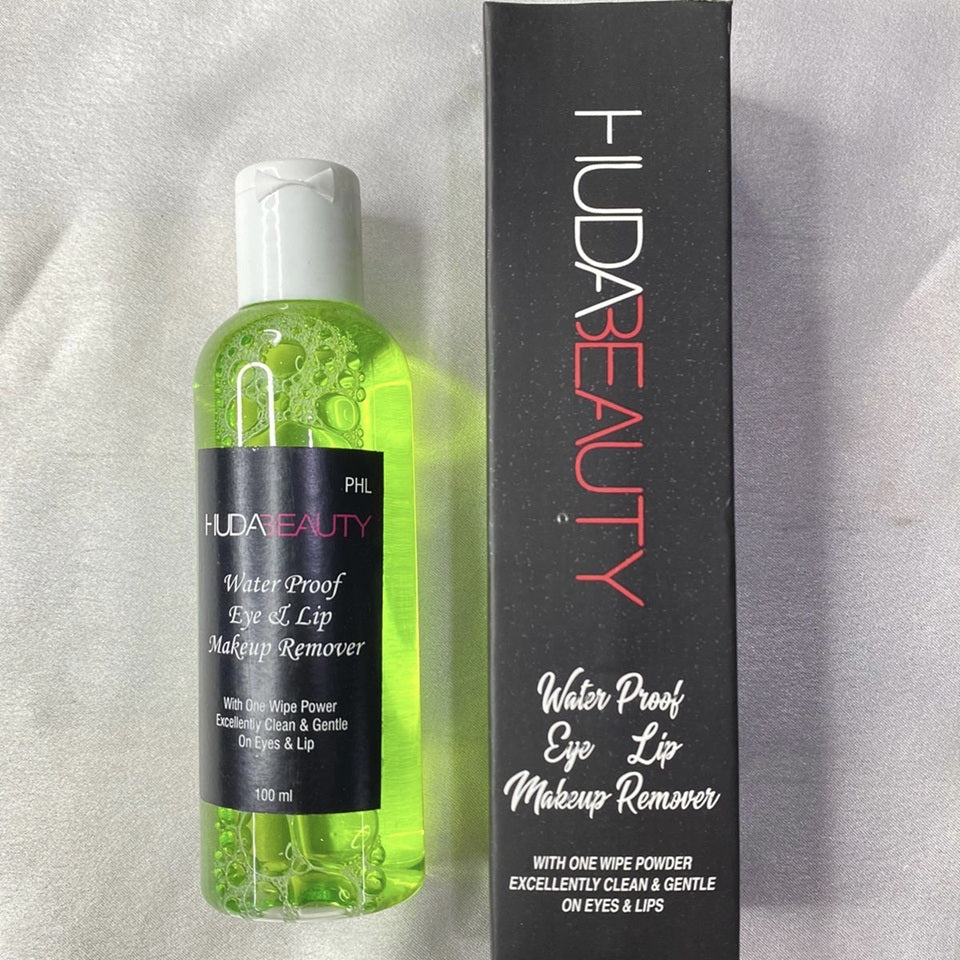 PHL
HUDABEAUTY
Water Proof
Eye & Lip
Makeup Remover
With One Wipe Power
Excellently Clean & Gentle
On Eyes & Lip
100 ml
HUDABEAUTY
Water Proof
Eye Lip
Makeup Remover
WITH ONE WIPE POWDER
EXCELLENTLY CLEAN & GENTLE
ON EYES & LIPS